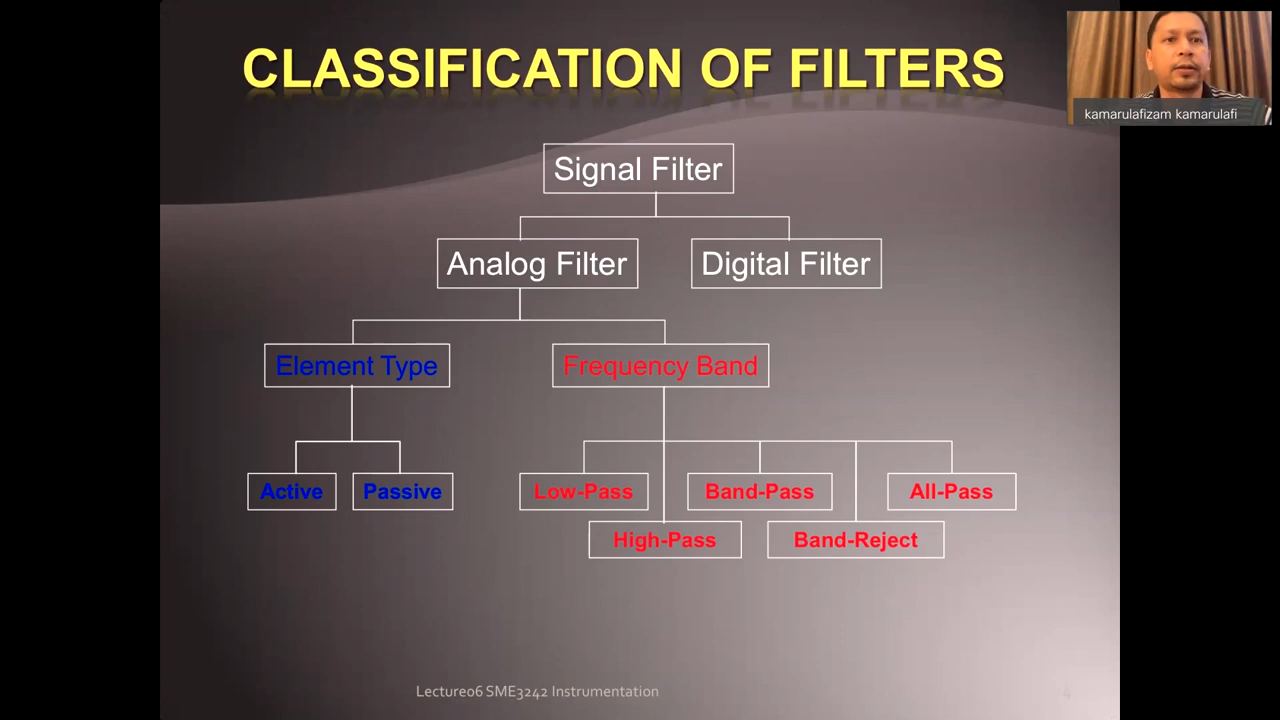 CLASSIFICATION OF FILTERS
kamarulafizam kamarulafi
Signal Filter
Analog Filter
Digital Filter
Element Type
Frequency Band
Active
Passive
Low-Pass
Band-Pass
All-Pass
High-Pass
Band-Reject
Lecture06 SME3242 Instrumentation
4